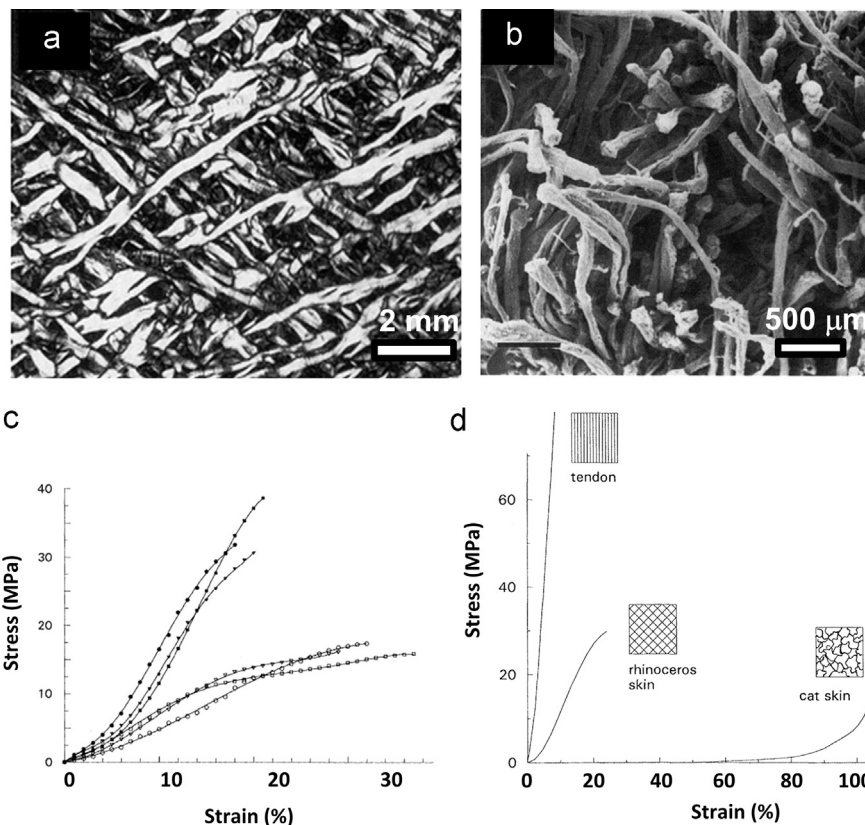 a
2 mm
b
500 μm
c
Stress (MPa)
40
30
20
10
0
0
10
20
30
Strain (%)
d
Stress (MPa)
60
40
20
0
0
20
40
60
80
100
Strain (%)
tendon
rhinoceros
skin
cat skin